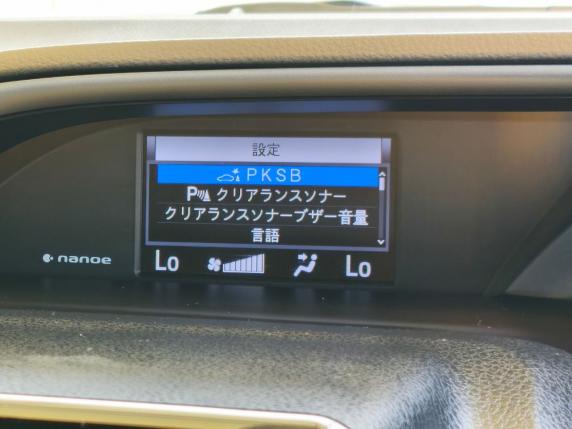 設定
PKSB
P クリアランスソナー
クリアランスソナーブザー音量
言語
nanoe
Lo Lo